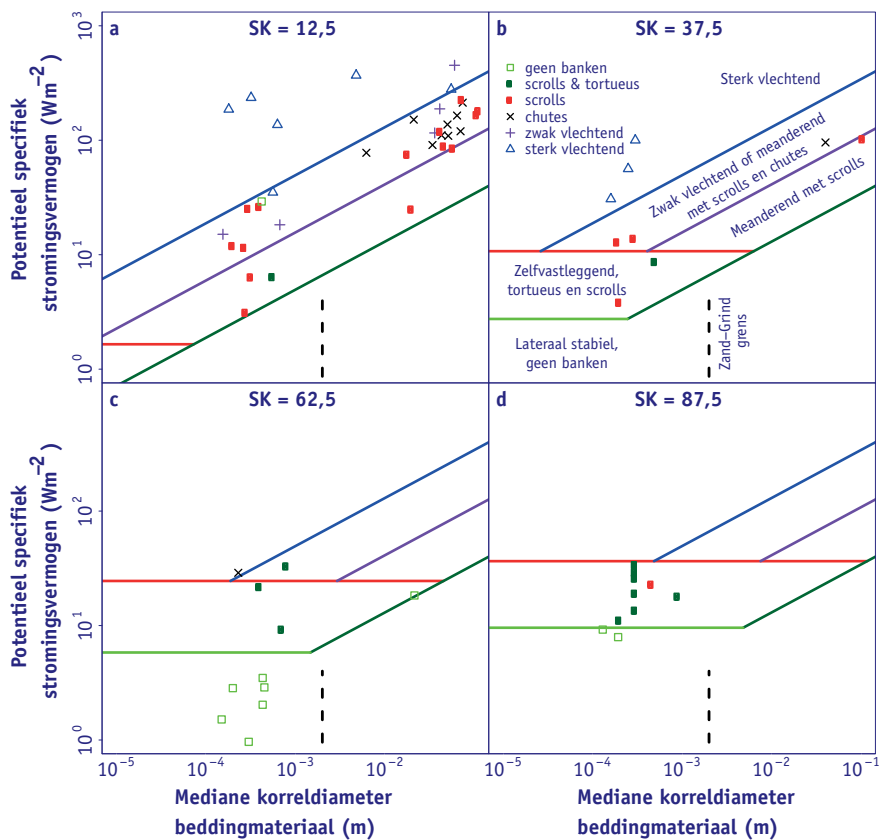 a
SK = 12,5
b
SK = 37,5
10³
10²
10¹
10⁰
Potentieel specifiek
stromingsvermogen (Wm⁻²)
geen banken
scrolls & tortueus
scrolls
chutes
zwak vlechtend
sterk vlechtend
Sterk vlechtend
Zwak vlechtend of meanderend
met scrolls en chutes
Meanderend met scrolls
Zelfvastleggend,
tortueus en scrolls
Lateraal stabiel,
geen banken
Zand–Grind
grens
c
SK = 62,5
d
SK = 87,5
10²
10¹
10⁰
Potentieel specifiek
stromingsvermogen (Wm⁻²)
10⁻⁵
10⁻⁴
10⁻³
10⁻²
10⁻⁵
10⁻⁴
10⁻³
10⁻²
10⁻¹
Mediane korreldiameter
beddingmateriaal (m)
Mediane korreldiameter
beddingmateriaal (m)